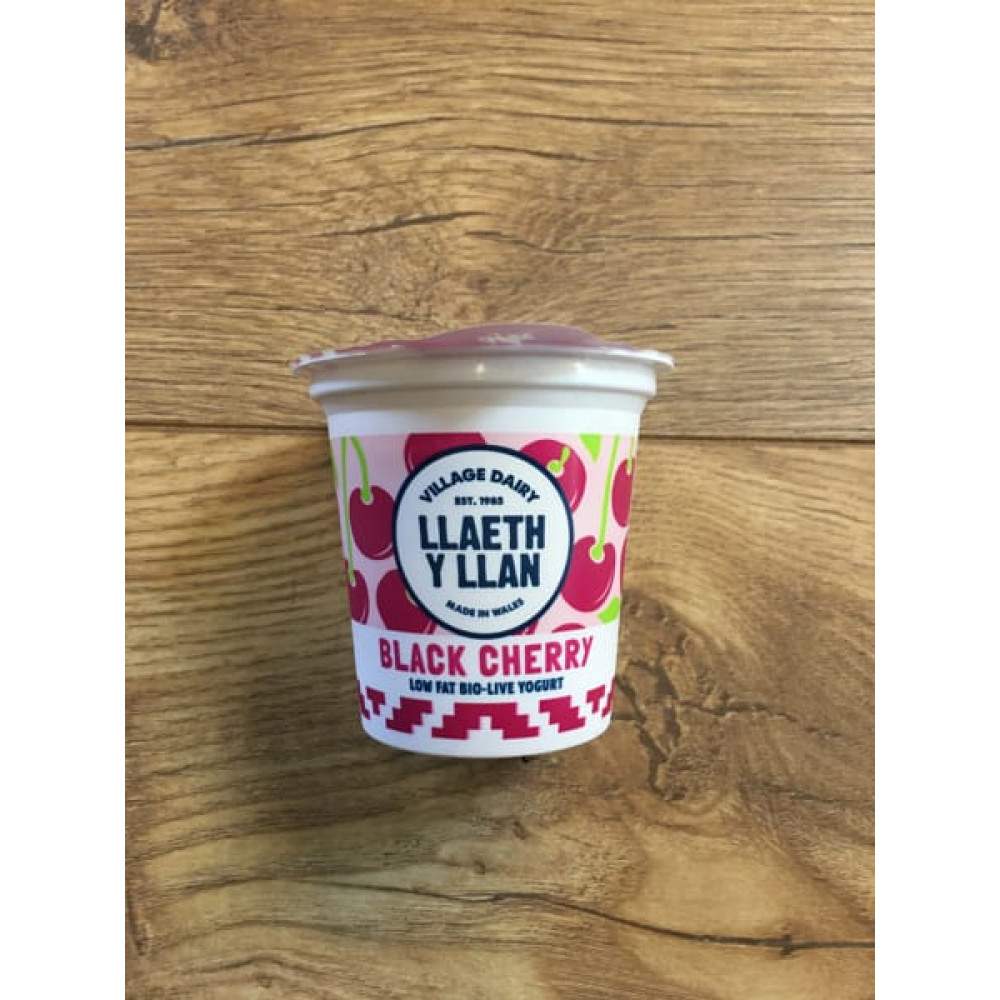 VILLAGE DAIRY
EST. 1985
LLAETH
Y LLAN
MADE IN WALES
BLACK CHERRY
LOW FAT BIO-LIVE YOGURT